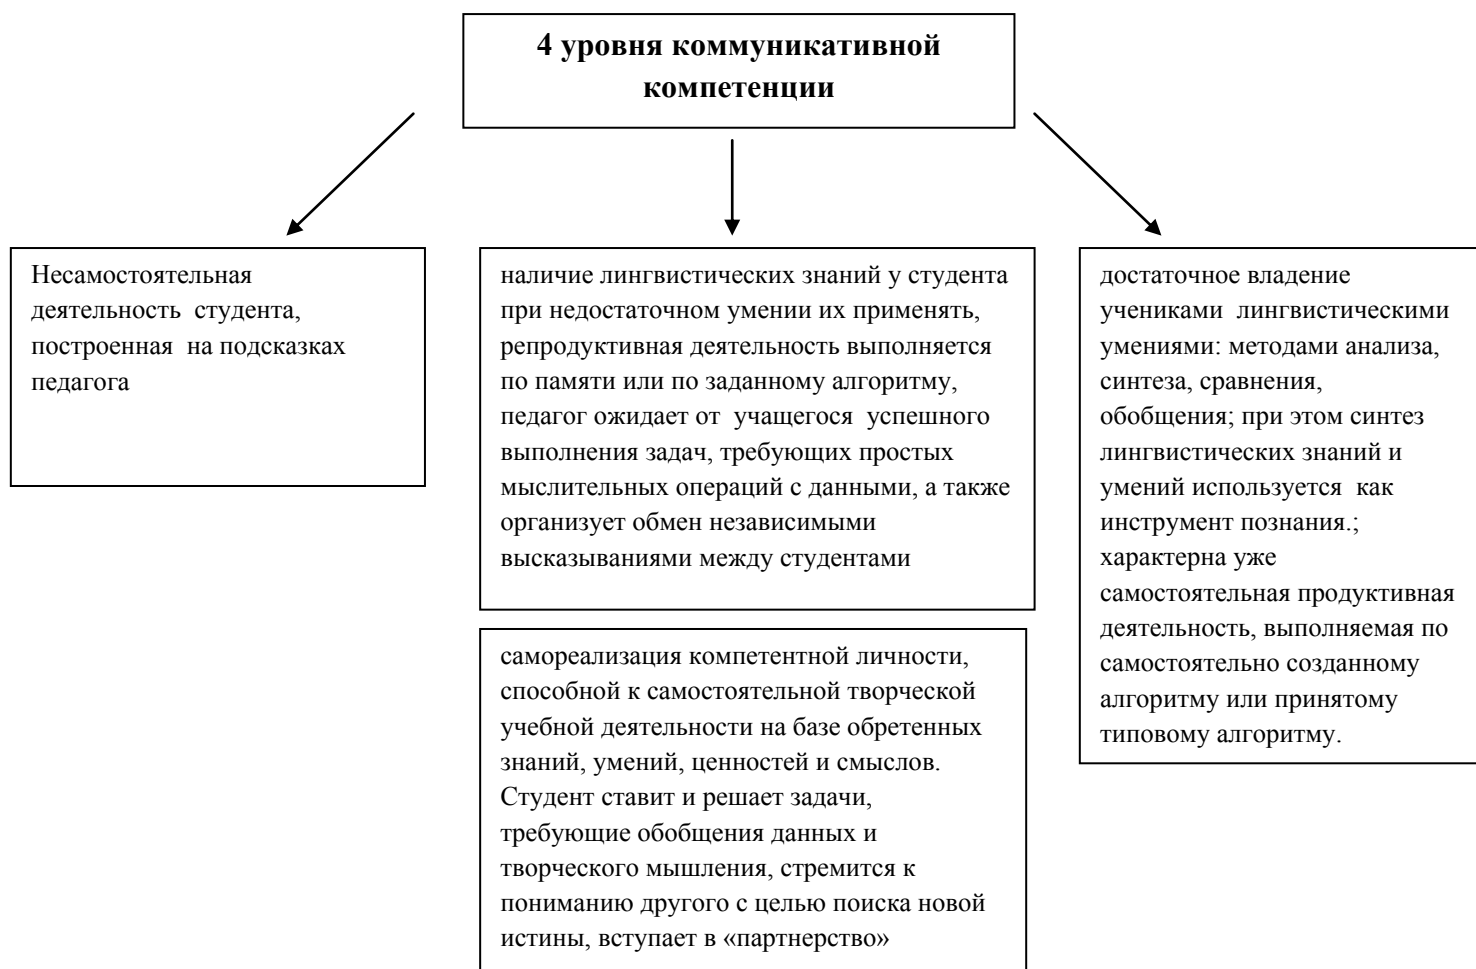 4 уровня коммуникативной
компетенции
Несамостоятельная
деятельность студента,
построенная на подсказках
педагога
наличие лингвистических знаний у студента
при недостаточном умении их применять,
репродуктивная деятельность выполняется
по памяти или по заданному алгоритму,
педагог ожидает от учащегося успешного
выполнения задач, требующих простых
мыслительных операций с данными, а также
организует обмен независимыми
высказываниями между студентами
достаточное владение
учениками лингвистическими
умениями: методами анализа,
синтеза, сравнения,
обобщения; при этом синтез
лингвистических знаний и
умений используется как
инструмент познания.;
характерна уже
самостоятельная продуктивная
деятельность, выполняемая по
самостоятельно созданному
алгоритму или принятому
типовому алгоритму.
самореализация компетентной личности,
способной к самостоятельной творческой
учебной деятельности на базе обретенных
знаний, умений, ценностей и смыслов.
Студент ставит и решает задачи,
требующие обобщения данных и
творческого мышления, стремится к
пониманию другого с целью поиска новой
истины, вступает в «партнерство»